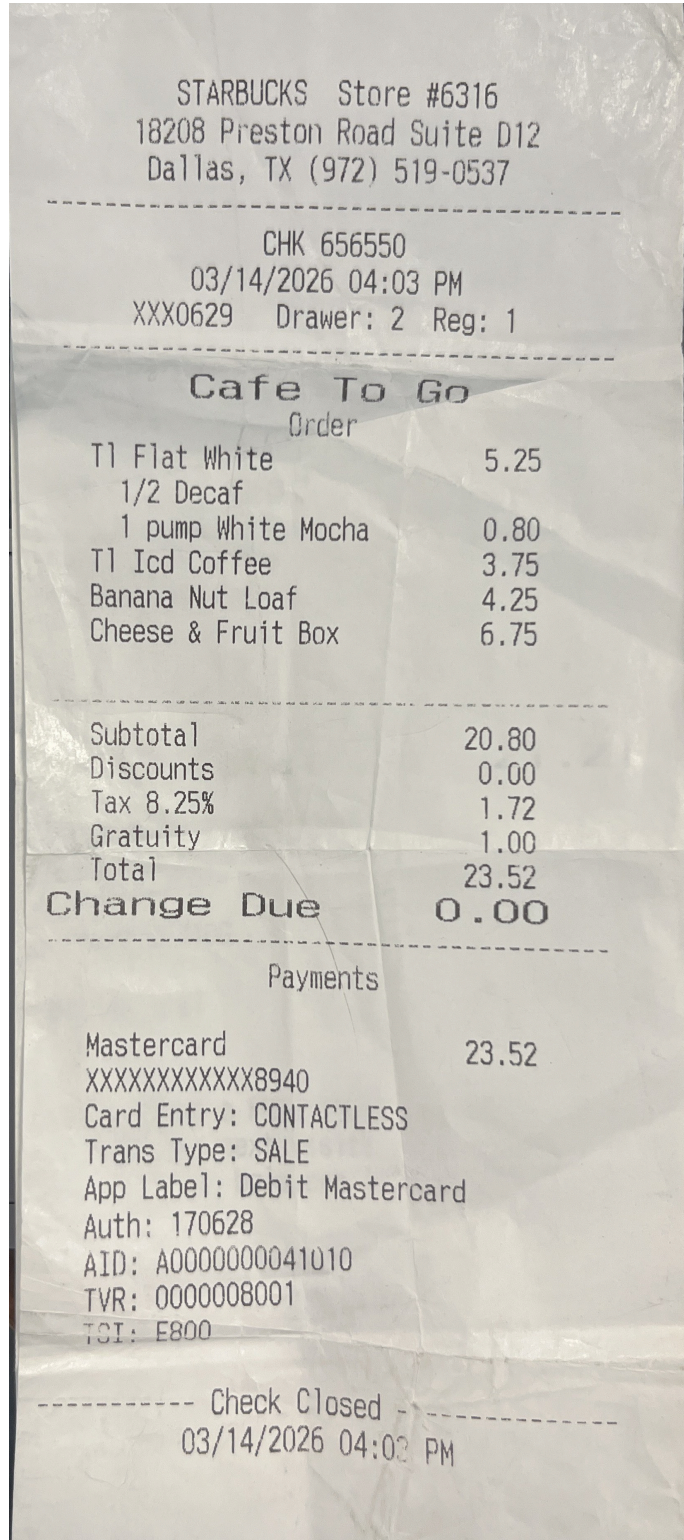 STARBUCKS Store #6316
18208 Preston Road Suite D12
Dallas, TX (972) 519-0537
CHK 656550
03/14/2026 04:03 PM
XXX0629 Drawer: 2 Reg: 1
Cafe To Go
Order
Tl Flat White 5.25
1/2 Decaf
1 pump White Mocha 0.80
Tl Icd Coffee 3.75
Banana Nut Loaf 4.25
Cheese & Fruit Box 6.75
Subtotal 20.80
Discounts 0.00
Tax 8.25% 1.72
Gratuity 1.00
Total 23.52
Change Due 0.00
Payments
Mastercard 23.52
XXXXXXXXXXXX8940
Card Entry: CONTACTLESS
Trans Type: SALE
App Label: Debit Mastercard
Auth: 170628
AID: A0000000041010
TVR: 0000008001
TSI: E800
----------- Check Closed --------------
03/14/2026 04:03 PM